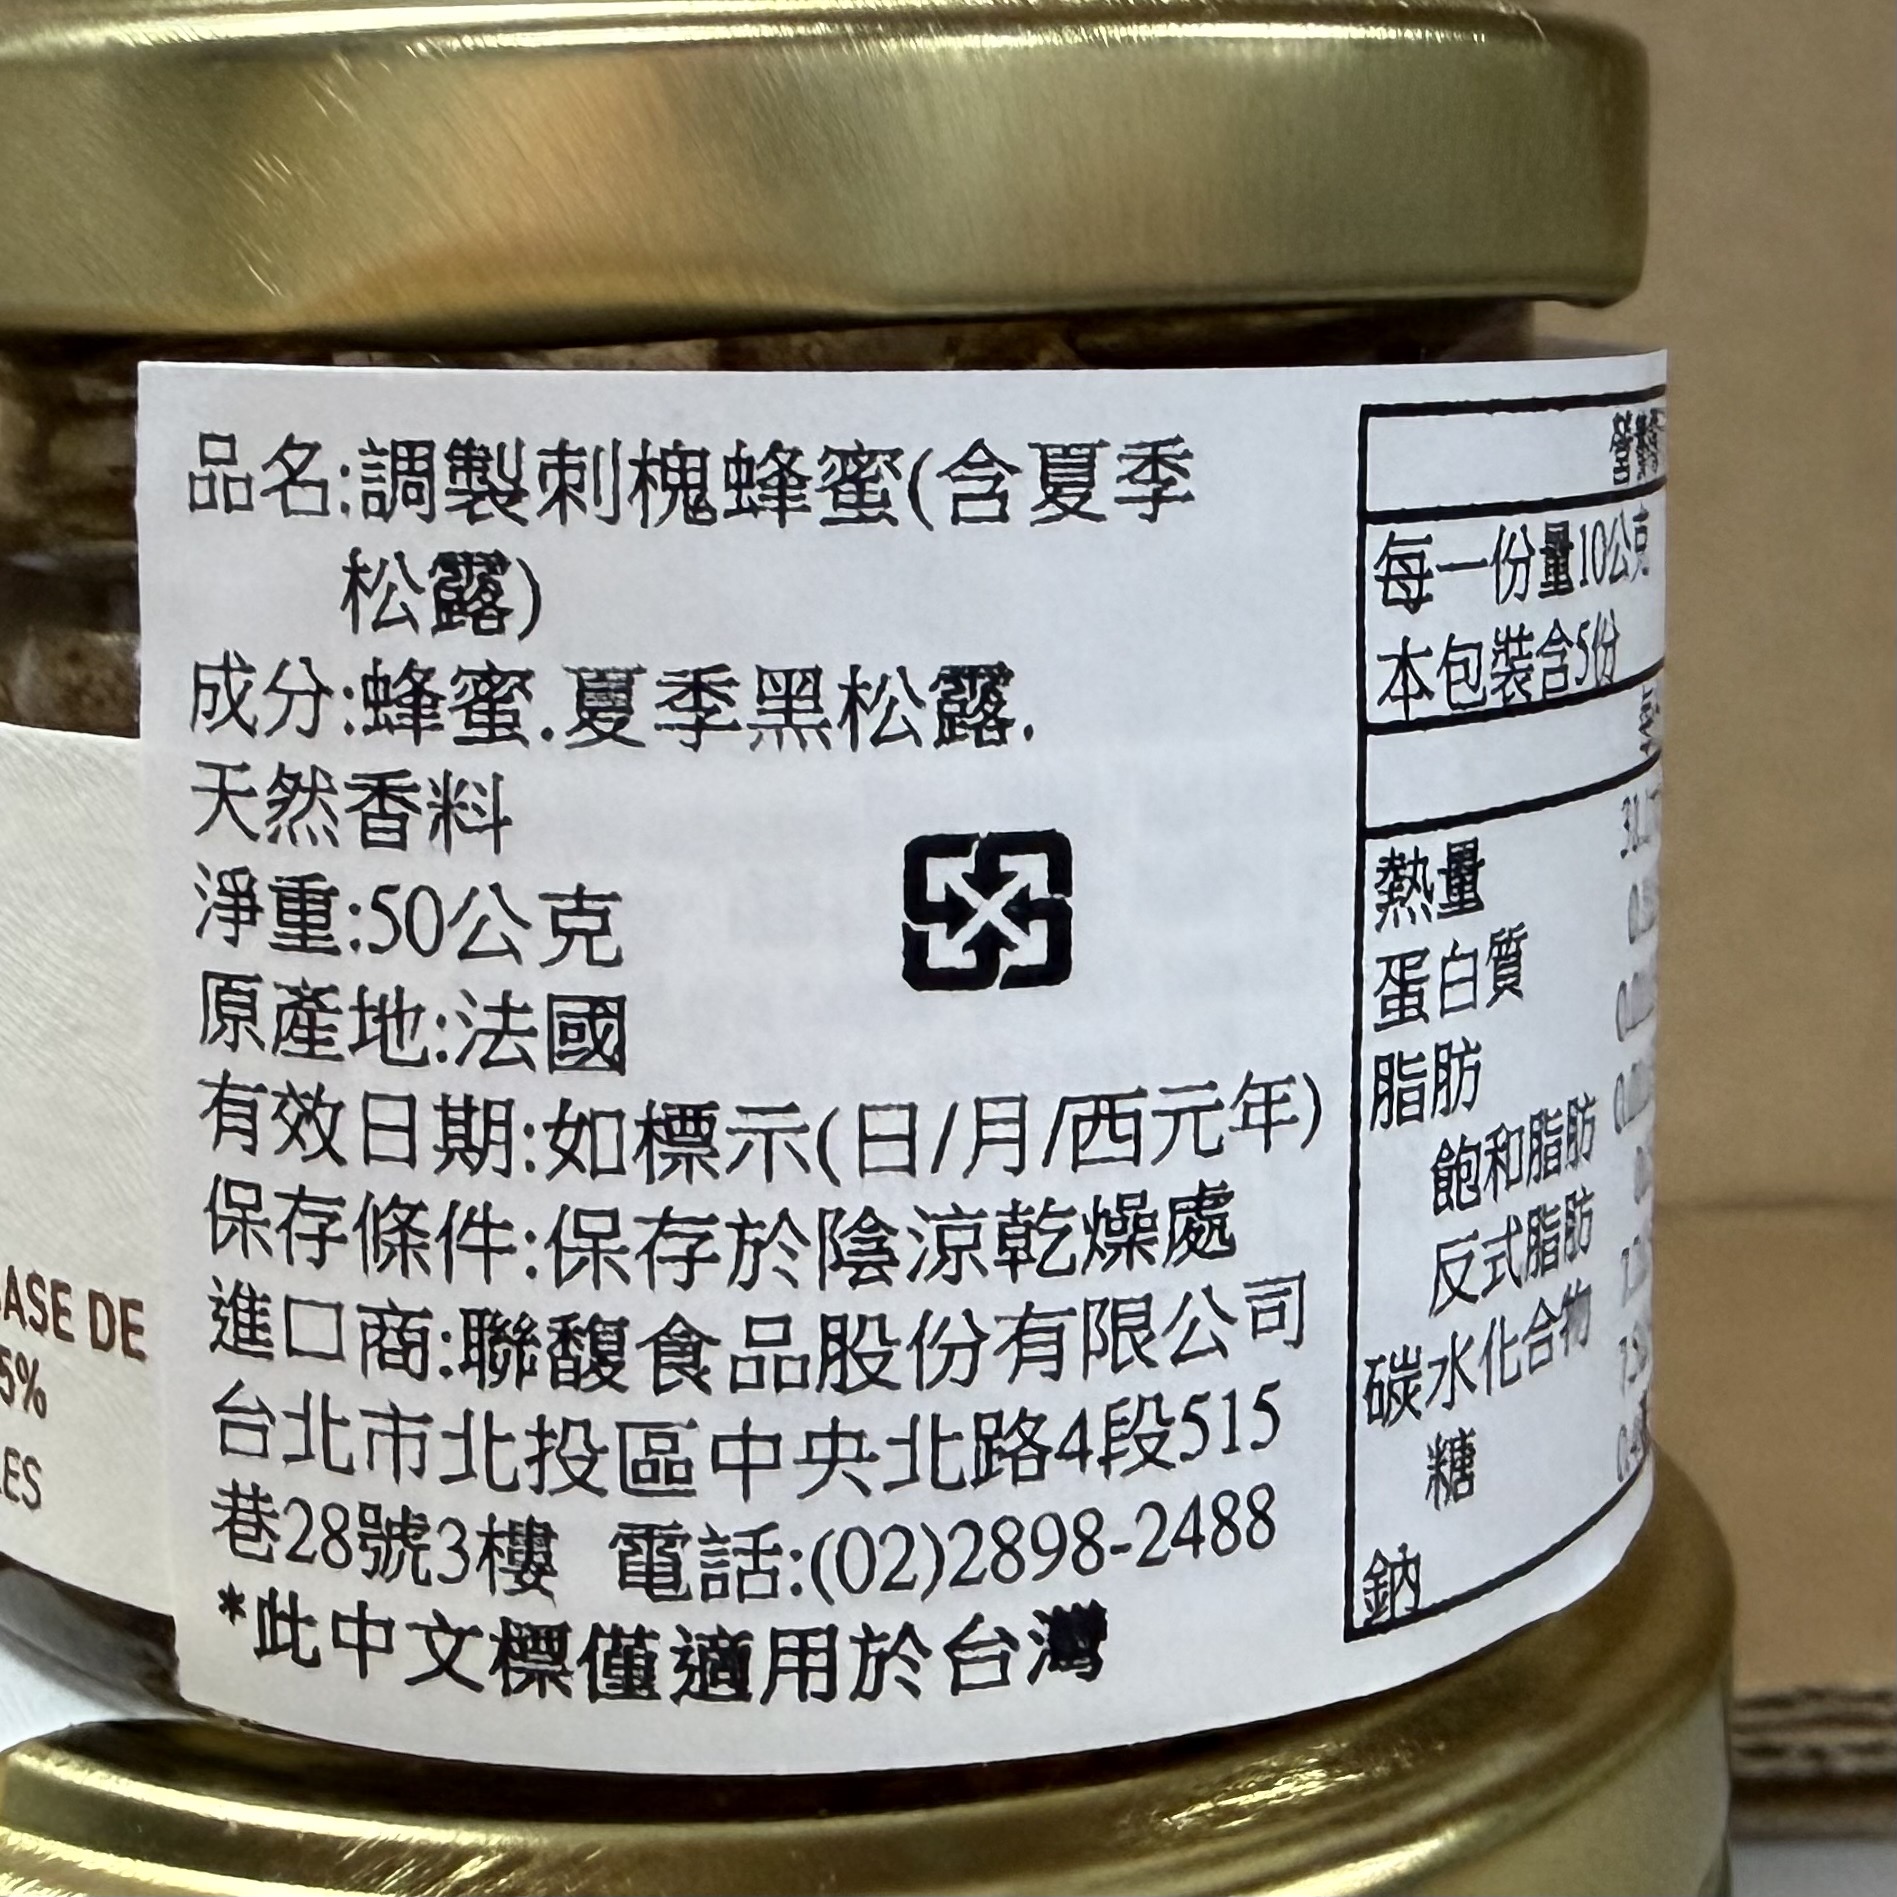 品名:調製刺槐蜂蜜(含夏季
松露)
成分:蜂蜜.夏季黑松露.
天然香料
淨重:50公克
原產地:法國
有效日期:如標示(日/月/西元年)
保存條件:保存於陰涼乾燥處
進口商:聯馥食品股份有限公司
台北市北投區中央北路4段515
巷28號3樓 電話:(02)2898-2488
*此中文標僅適用於台灣
營養
每一份量10公克
本包裝含5份
熱量
蛋白質
脂肪
飽和脂肪
反式脂肪
碳水化合物
糖
鈉
ASE DE
5%
ES